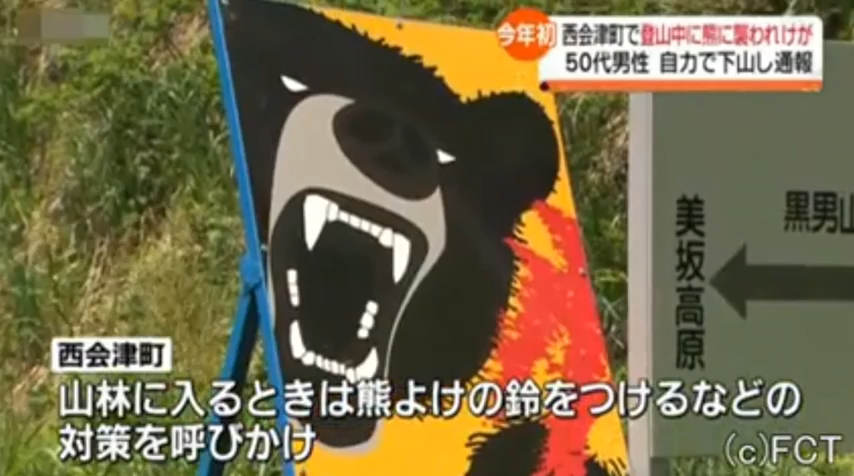 今年初
西会津町で登山中に熊に襲われけが
50代男性 自力で下山し通報
黒男山
美坂高原
西会津町
山林に入るときは熊よけの鈴をつけるなどの
対策を呼びかけ
(c)FCT